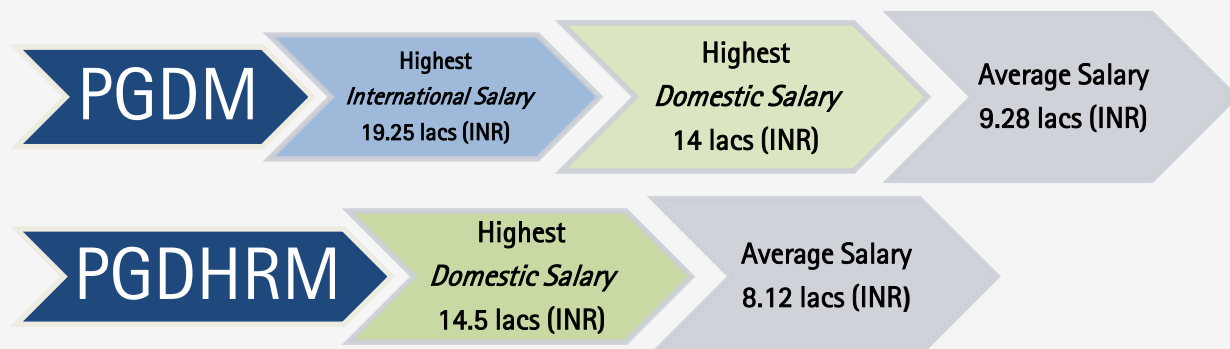 PGDM
Highest
International Salary
19.25 lacs (INR)
Highest
Domestic Salary
14 lacs (INR)
Average Salary
9.28 lacs (INR)
PGDHRM
Highest
Domestic Salary
14.5 lacs (INR)
Average Salary
8.12 lacs (INR)